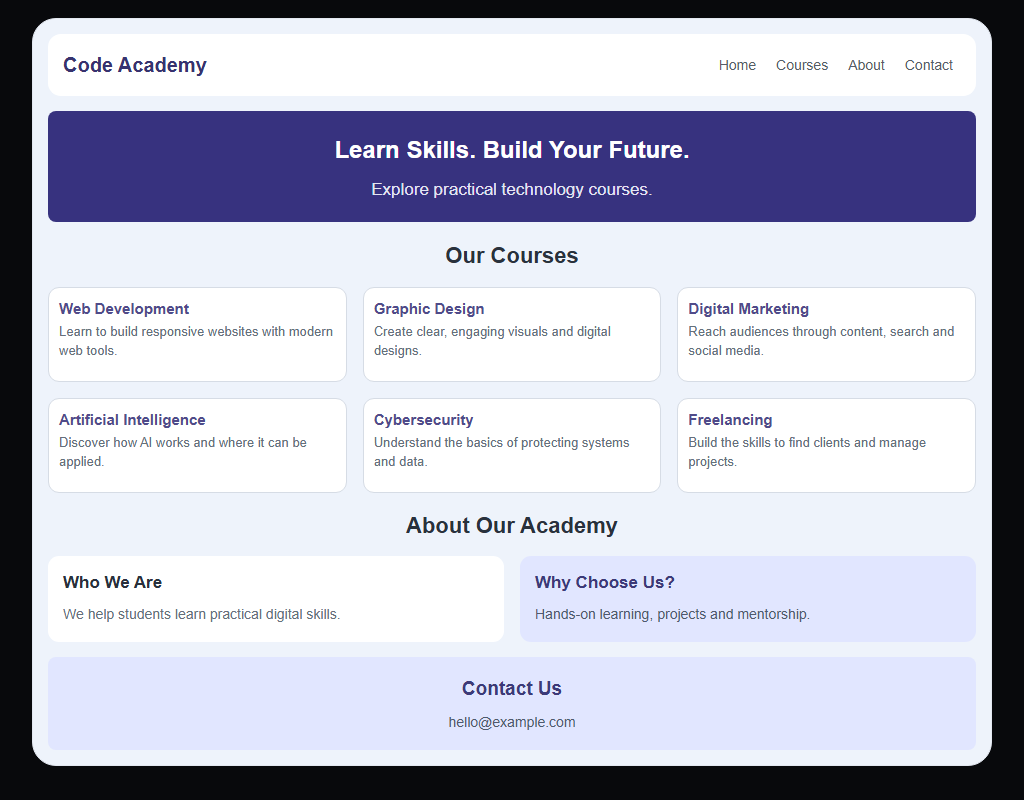 Code Academy
Home Courses About Contact
Learn Skills. Build Your Future.
Explore practical technology courses.
Our Courses
Web Development
Learn to build responsive websites with modern
web tools.
Graphic Design
Create clear, engaging visuals and digital
designs.
Digital Marketing
Reach audiences through content, search and
social media.
Artificial Intelligence
Discover how AI works and where it can be
applied.
Cybersecurity
Understand the basics of protecting systems
and data.
Freelancing
Build the skills to find clients and manage
projects.
About Our Academy
Who We Are
We help students learn practical digital skills.
Why Choose Us?
Hands-on learning, projects and mentorship.
Contact Us
hello@example.com